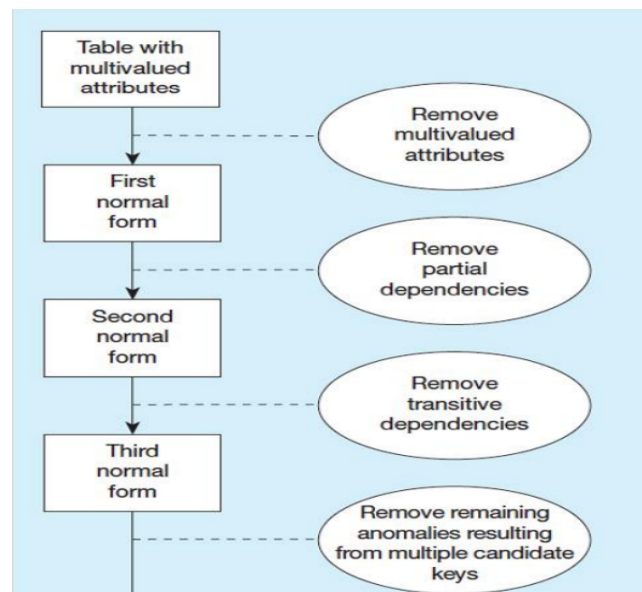 Table with
multivalued
attributes
Remove
multivalued
attributes
First
normal
form
Remove
partial
dependencies
Second
normal
form
Remove
transitive
dependencies
Third
normal
form
Remove remaining
anomalies resulting
from multiple candidate
keys